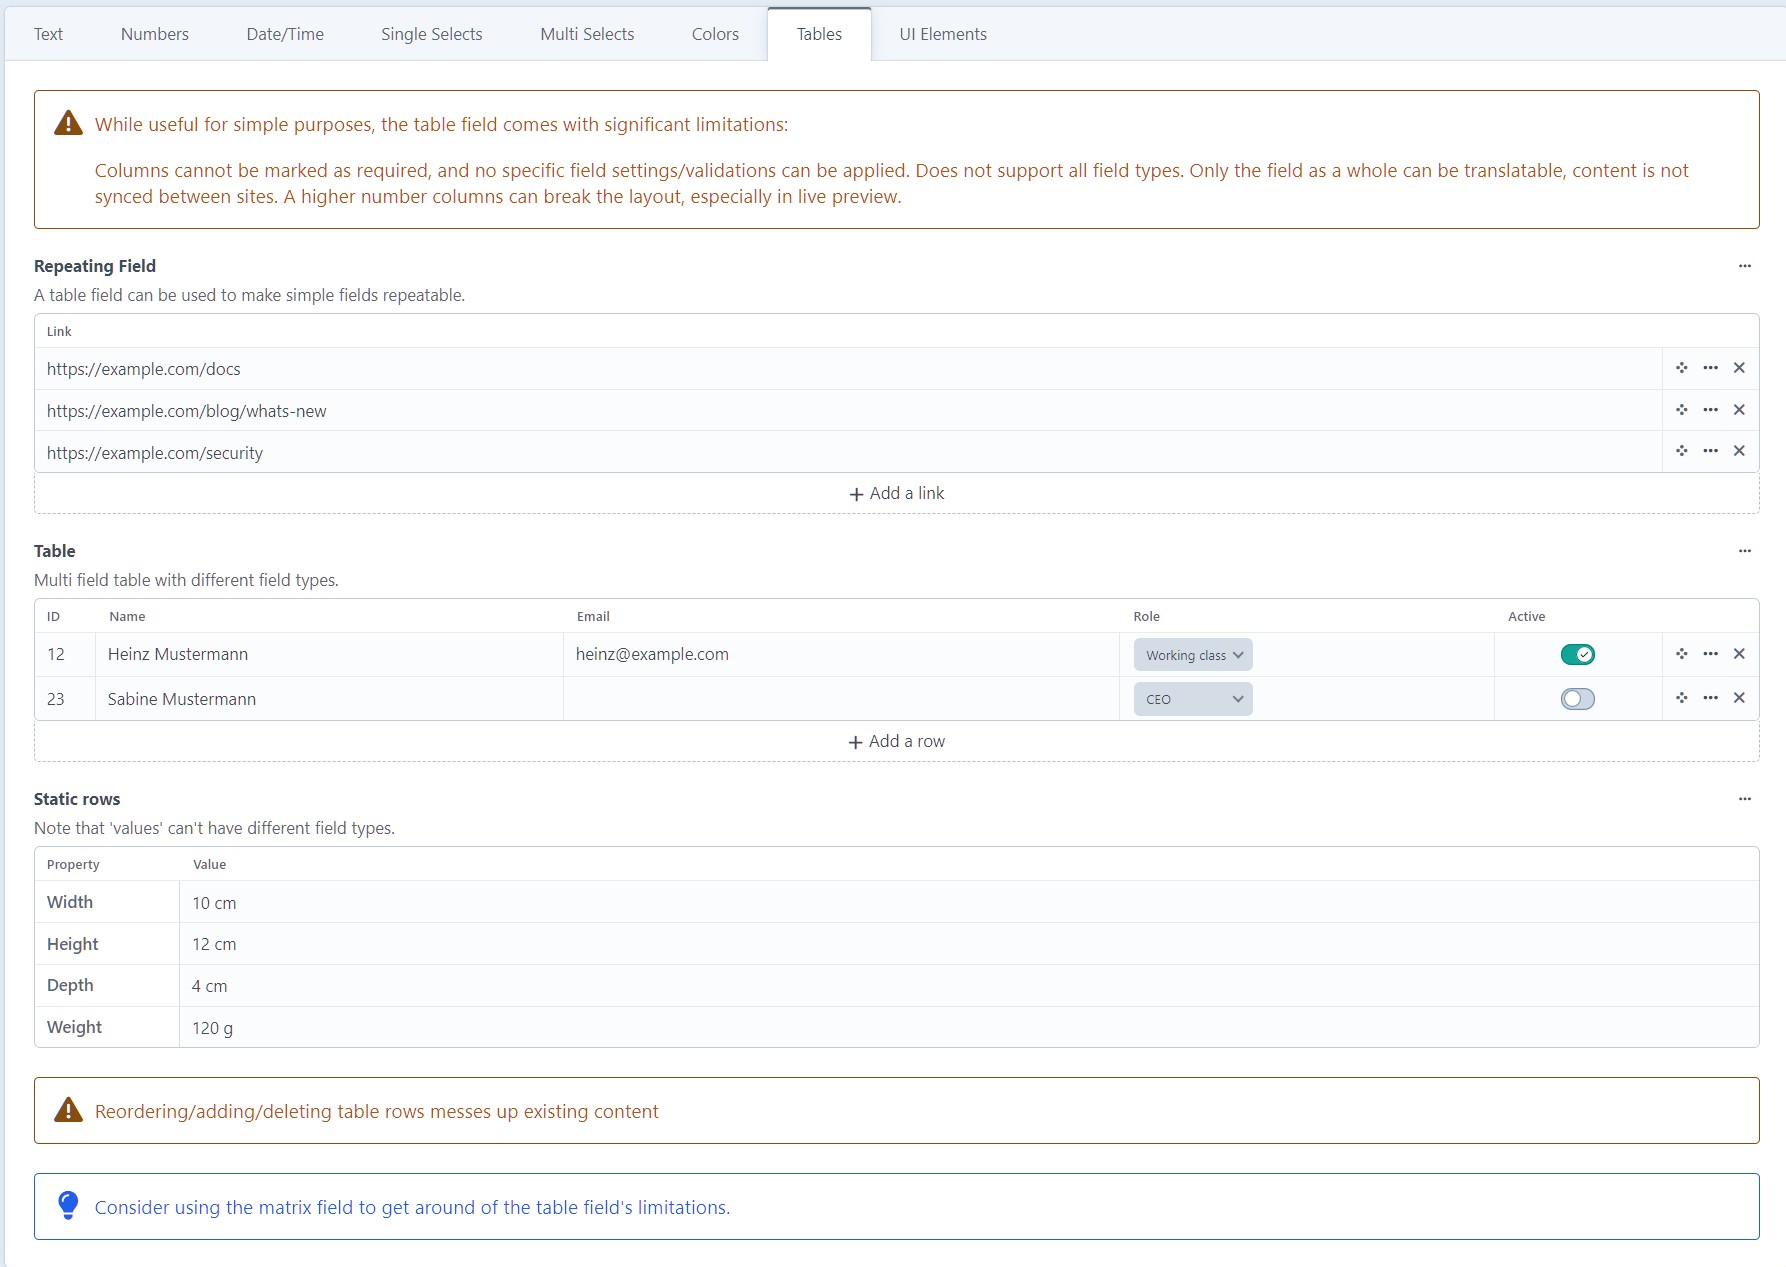 Text Numbers Date/Time Single Selects Multi Selects Colors Tables UI Elements
While useful for simple purposes, the table field comes with significant limitations:
Columns cannot be marked as required, and no specific field settings/validations can be applied. Does not support all field types. Only the field as a whole can be translatable, content is not
synced between sites. A higher number columns can break the layout, especially in live preview.
Repeating Field
A table field can be used to make simple fields repeatable.
Link
https://example.com/docs
https://example.com/blog/whats-new
https://example.com/security
+ Add a link
Table
Multi field table with different field types.
ID Name Email Role Active
12 Heinz Mustermann heinz@example.com Working class
23 Sabine Mustermann CEO
+ Add a row
Static rows
Note that 'values' can't have different field types.
Property Value
Width 10 cm
Height 12 cm
Depth 4 cm
Weight 120 g
Reordering/adding/deleting table rows messes up existing content
Consider using the matrix field to get around of the table field's limitations.